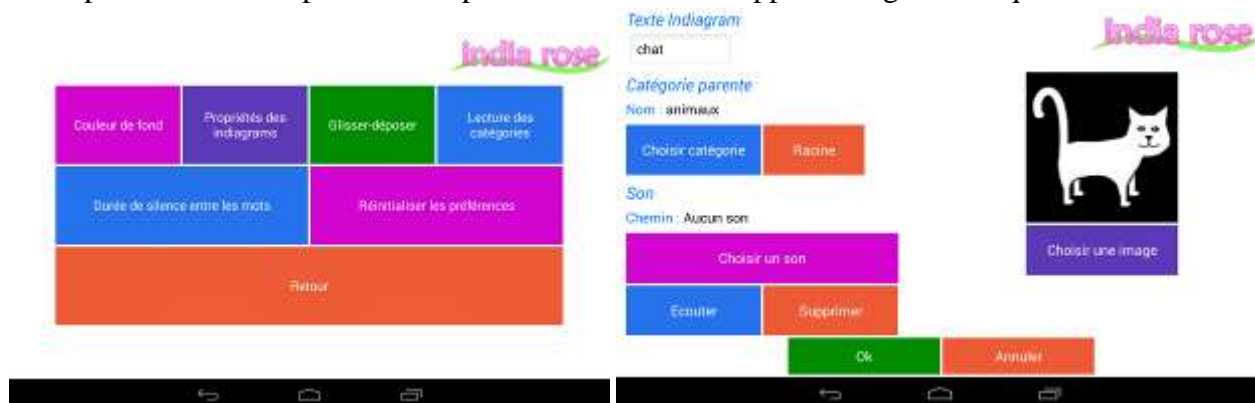 india rose
Couleur de fond
Propriétés des
indiagrams
Glisser-déposer
Lecture des
catégories
Durée de silence entre les mots
Réinitialiser les préférences
Retour
Texte Indiagram
chat
india rose
Catégorie parente
Nom : animaux
Choisir catégorie
Racine
Son
Chemin : Aucun son
Choisir un son
Choisir une image
Ecouter
Supprimer
Ok
Annuler